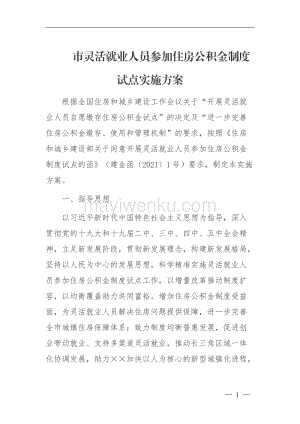 市灵活就业人员参加住房公积金制度
试点实施方案
根据全国住房和城乡建设工作会议关于“开展灵活就
业人员自愿缴存住房公积金试点”的决定及“进一步完善
住房公积金缴存、使用和管理机制”的要求，按照《住房
和城乡建设部关于同意开展灵活就业人员参加住房公积金
制度试点的函》（建金函〔2021〕1号）要求，制定本实施
方案。
一、指导思想
以习近平新时代中国特色社会主义思想为指导，深入
贯彻党的十九大和十九届二中、三中、四中、五中全会精
神，立足新发展阶段，贯彻新发展理念，构建新发展格局，
坚持以人民为中心的发展思想，科学精准实施灵活就业人
员参加住房公积金制度试点工作，以增量改革推动制度扩
容，以均衡覆盖助力共同富裕，增加住房公积金制度受益
面，为灵活就业人员解决住房问题提供保障，进一步完善
全市城镇住房保障体系；致力制度均衡普惠发展，促进创
业带动就业、支持多渠道灵活就业，推动长三角区域一体
化协调发展，助力××加快以人为核心的新型城镇化进程，
www.jiayiwenku.com
— 1 —